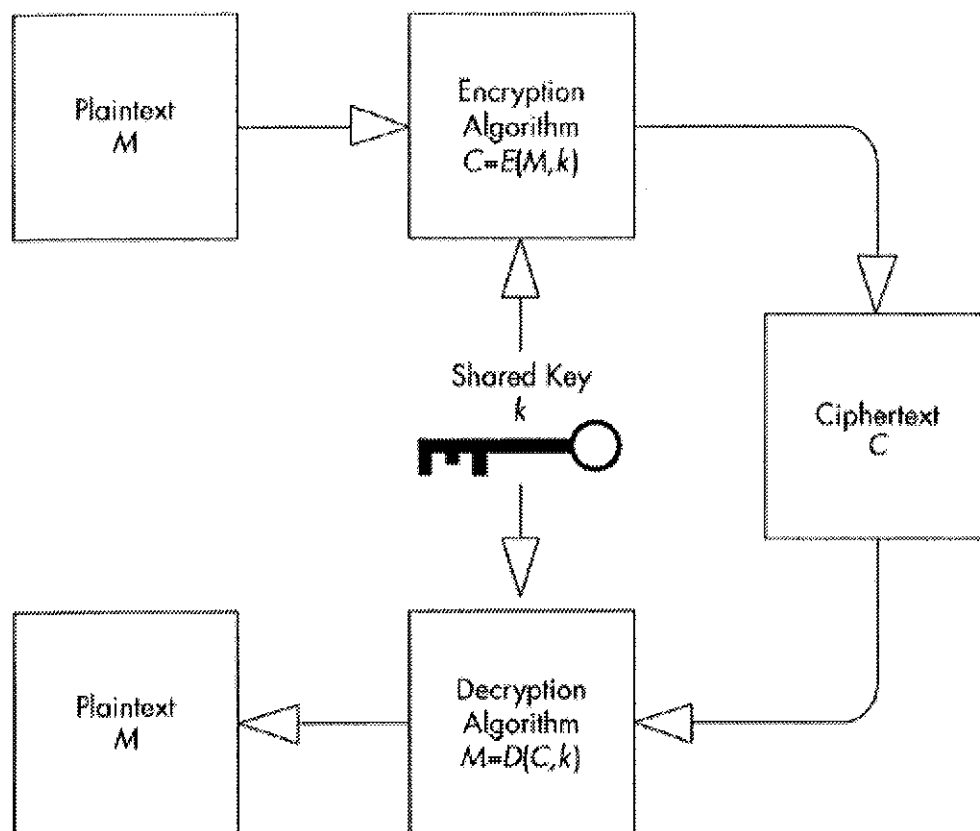 Plaintext
M
Encryption
Algorithm
C=E(M,k)
Shared Key
k
Ciphertext
C
Plaintext
M
Decryption
Algorithm
M=D(C,k)